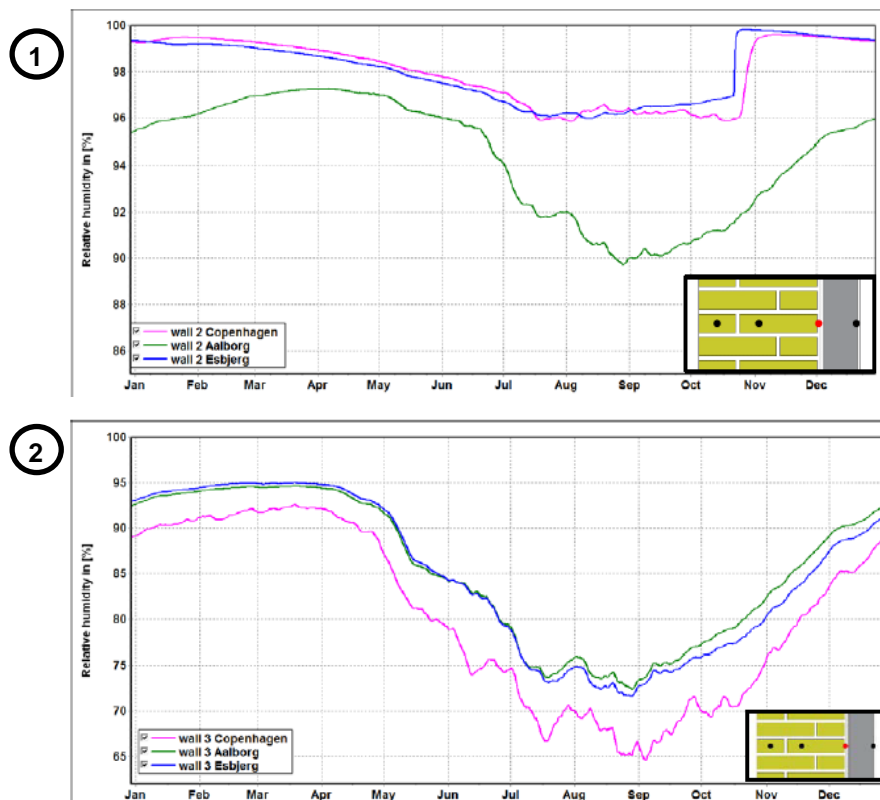 1
100
98
96
94
92
90
88
86
Relative humidity in [%]
wall 2 Copenhagen
wall 2 Aalborg
wall 2 Esbjerg
Jan Feb Mar Apr May Jun Jul Aug Sep Oct Nov Dec
2
100
95
90
85
80
75
70
65
Relative humidity in [%]
wall 3 Copenhagen
wall 3 Aalborg
wall 3 Esbjerg
Jan Feb Mar Apr May Jun Jul Aug Sep Oct Nov Dec